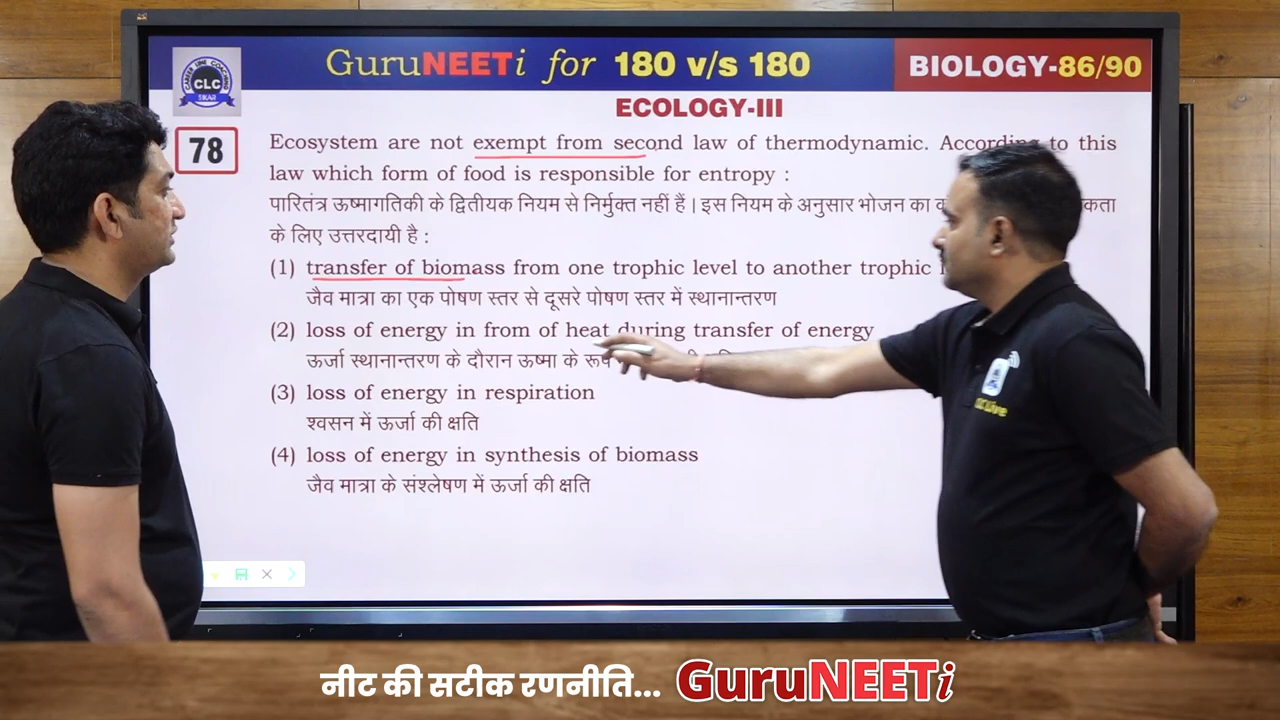 GuruNEETi for 180 v/s 180
BIOLOGY-86/90
CLC
SIKAR
ECOLOGY-III
78
Ecosystem are not exempt from second law of thermodynamic. According to this
law which form of food is responsible for entropy :
पारितंत्र ऊष्मागतिकी के द्वितीयक नियम से निर्मुक्त नहीं हैं। इस नियम के अनुसार भोजन का
के लिए उत्तरदायी है :
(1) transfer of biomass from one trophic level to another trophic
जैव मात्रा का एक पोषण स्तर से दूसरे पोषण स्तर में स्थानान्तरण
(2) loss of energy in from of heat during transfer of energy
ऊर्जा स्थानान्तरण के दौरान ऊष्मा के रूप
(3) loss of energy in respiration
श्वसन में ऊर्जा की क्षति
(4) loss of energy in synthesis of biomass
जैव मात्रा के संश्लेषण में ऊर्जा की क्षति
नीट की सटीक रणनीति... GuruNEETi